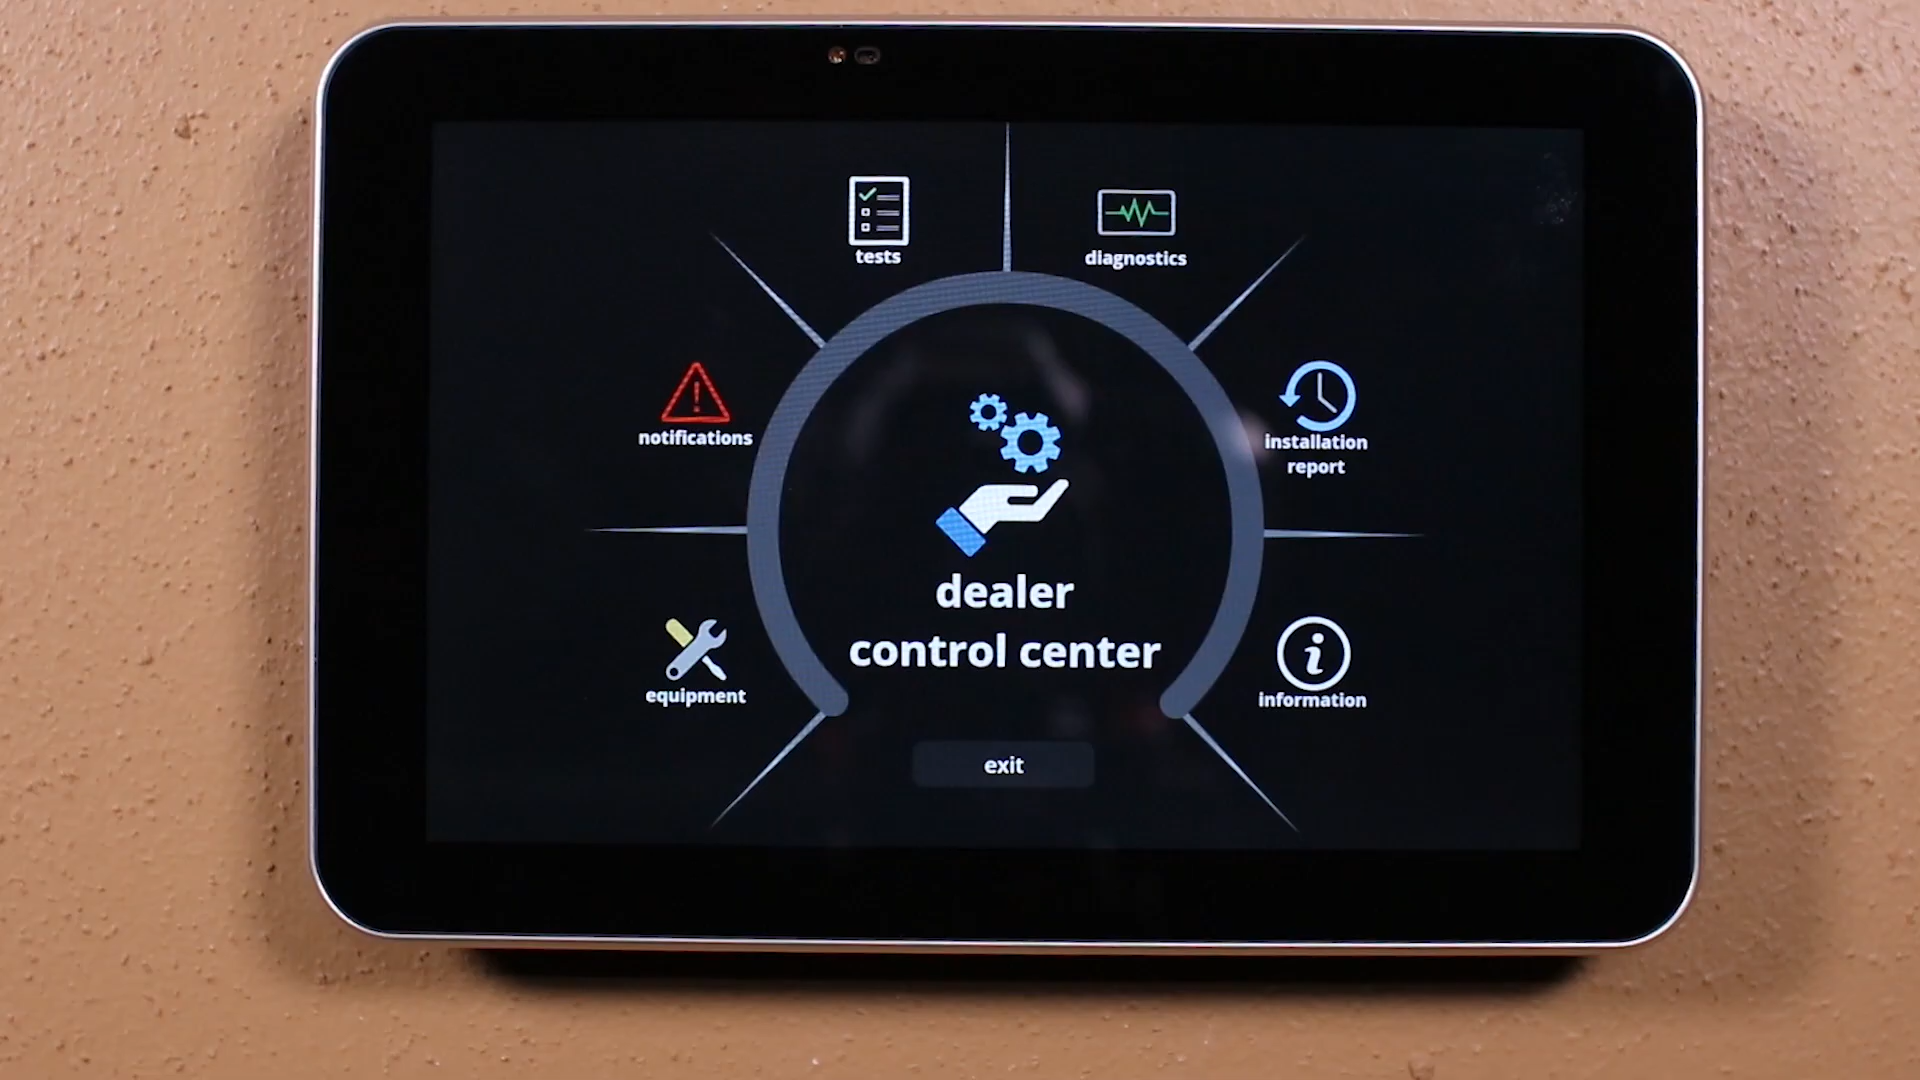 tests
diagnostics
notifications
installation
report
dealer
control center
equipment
information
exit